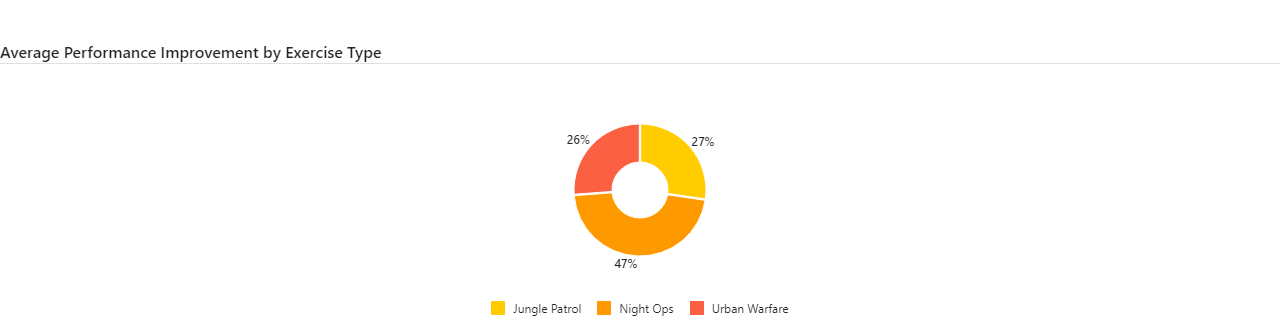 Average Performance Improvement by Exercise Type
26%
27%
47%
Jungle Patrol
Night Ops
Urban Warfare